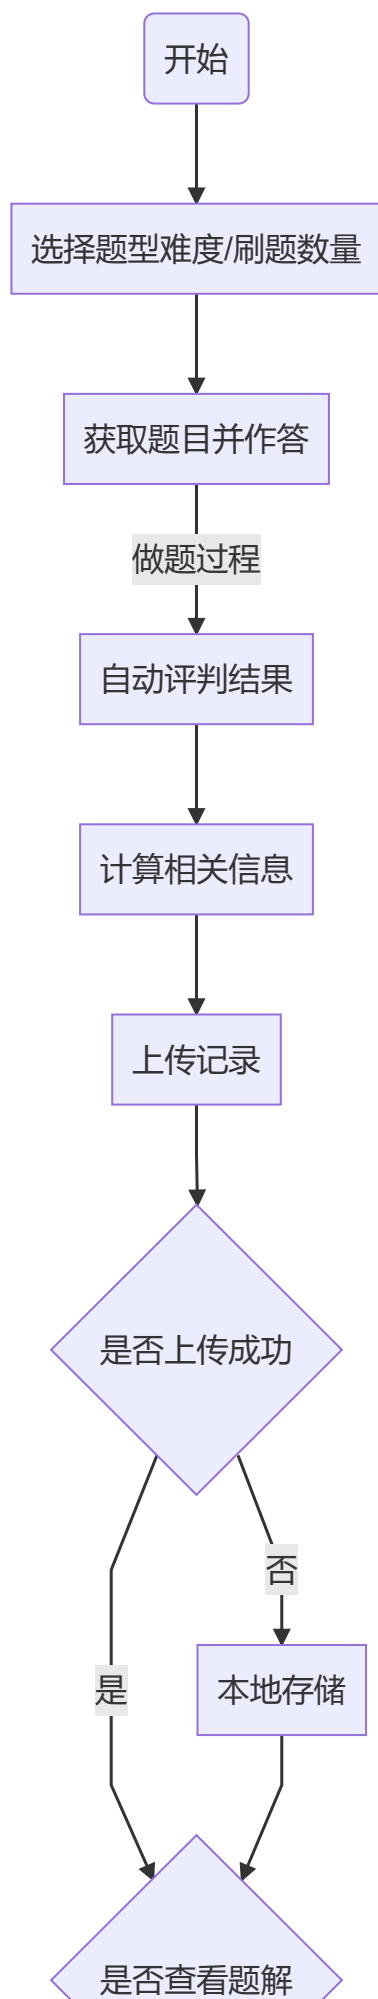 开始
选择题型难度/刷题数量
获取题目并作答
做题过程
自动评判结果
计算相关信息
上传记录
是否上传成功
否
是
本地存储
是否查看题解